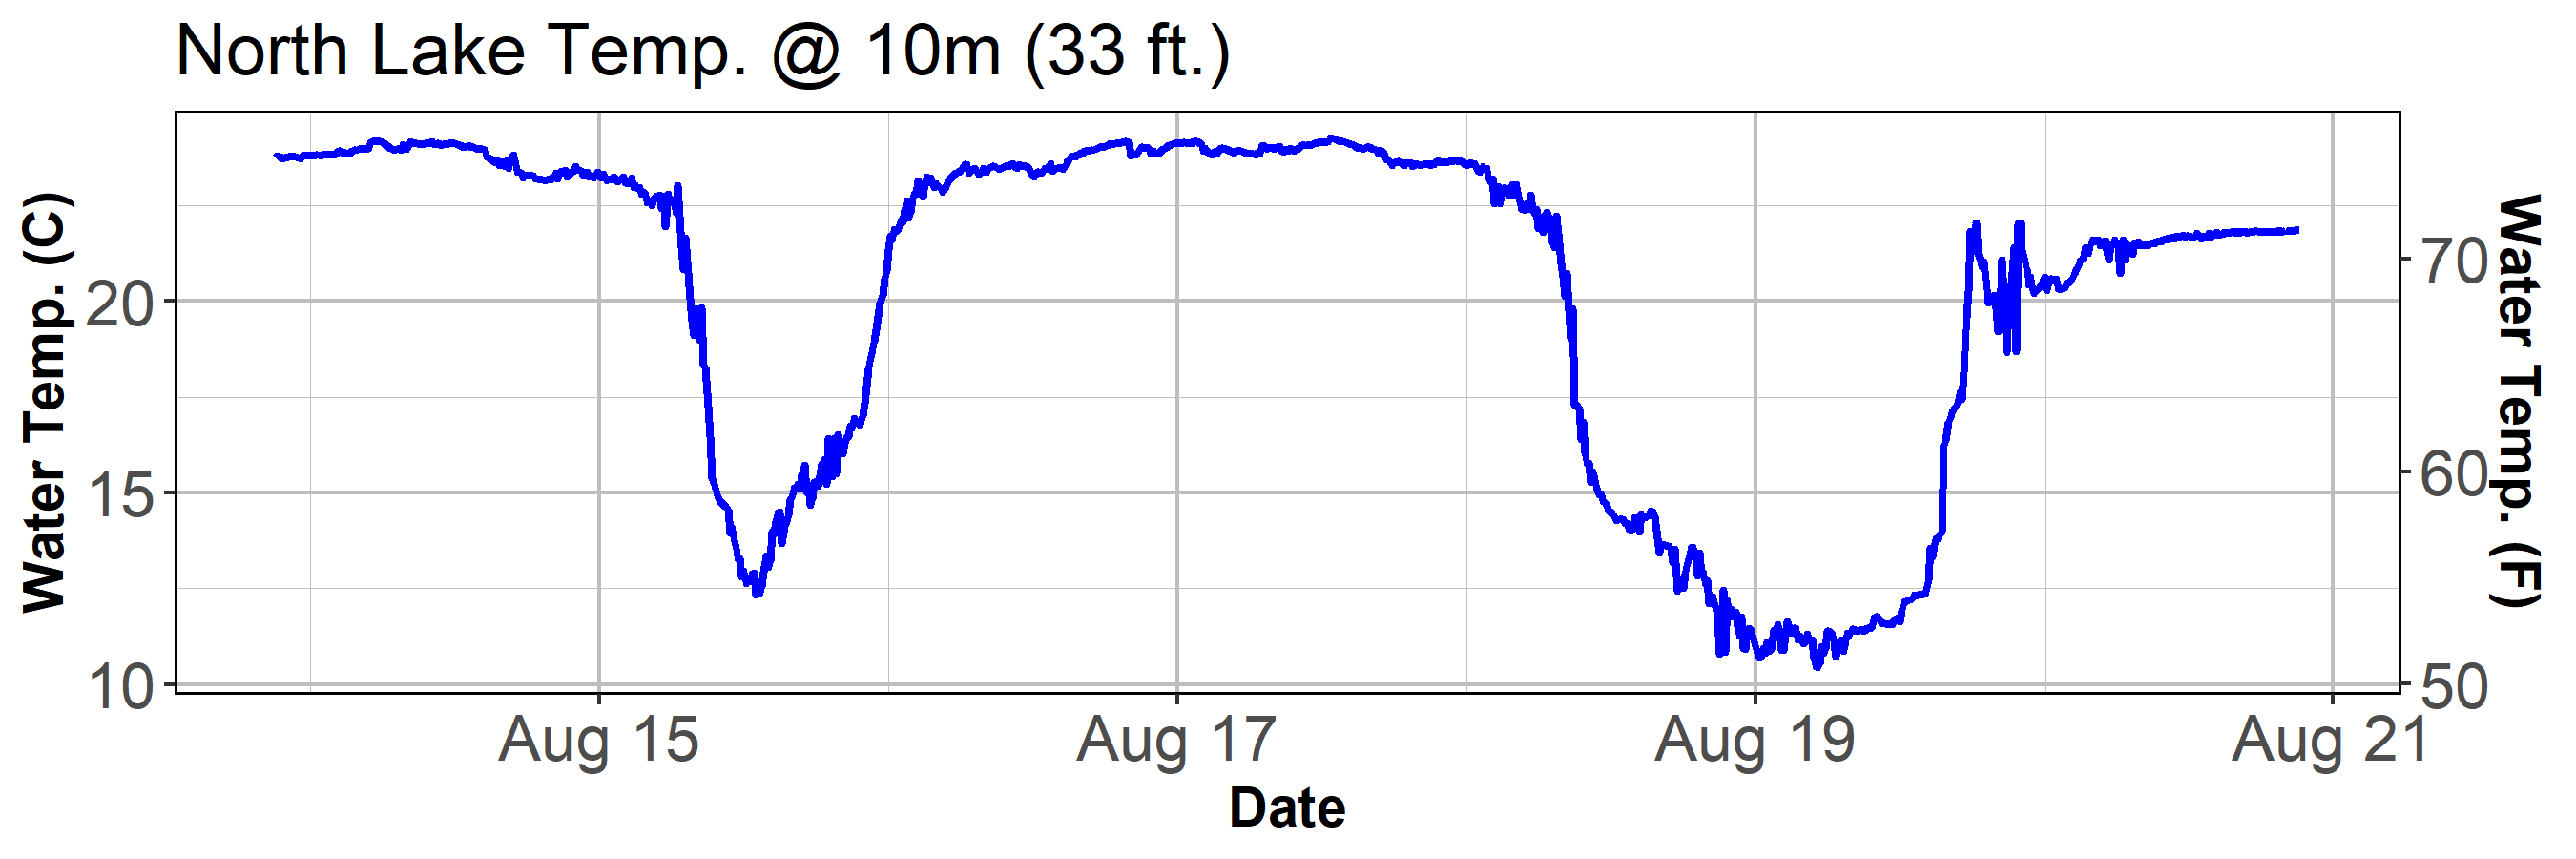 North Lake Temp. @ 10m (33 ft.)
Water Temp. (C)
20
15
10
70
60
50
Water Temp. (F)
Aug 15 Aug 17 Aug 19 Aug 21
Date